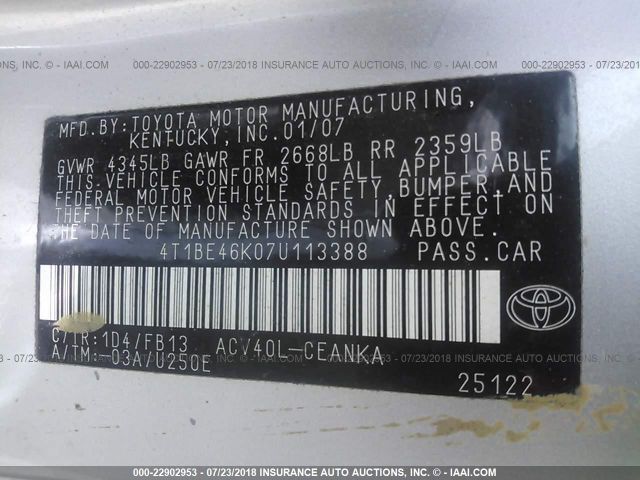 000-22902953 - 07/23/2018 INSURANCE AUTO AUCTIONS, INC. © - IAAI.COM
MFD.BY:TOYOTA MOTOR MANUFACTURING,
KENTUCKY, INC.01/07
GVWR 4345LB GAWR FR 2668LB RR 2359LB
THIS VEHICLE CONFORMS TO ALL APPLICABLE
FEDERAL MOTOR VEHICLE SAFETY, BUMPER, AND
THEFT PREVENTION STANDARDS IN EFFECT ON
THE DATE OF MANUFACTURE SHOWN ABOVE.
4T1BE46K07U113388 PASS.CAR
C/TR:1D4/FB13 ACV40L-CEANKA
A/TM:-03A/U250E
25122
TOYOTA
000-22902953 - 07/23/2018 INSURANCE AUTO AUCTIONS, INC. © - IAAI.COM